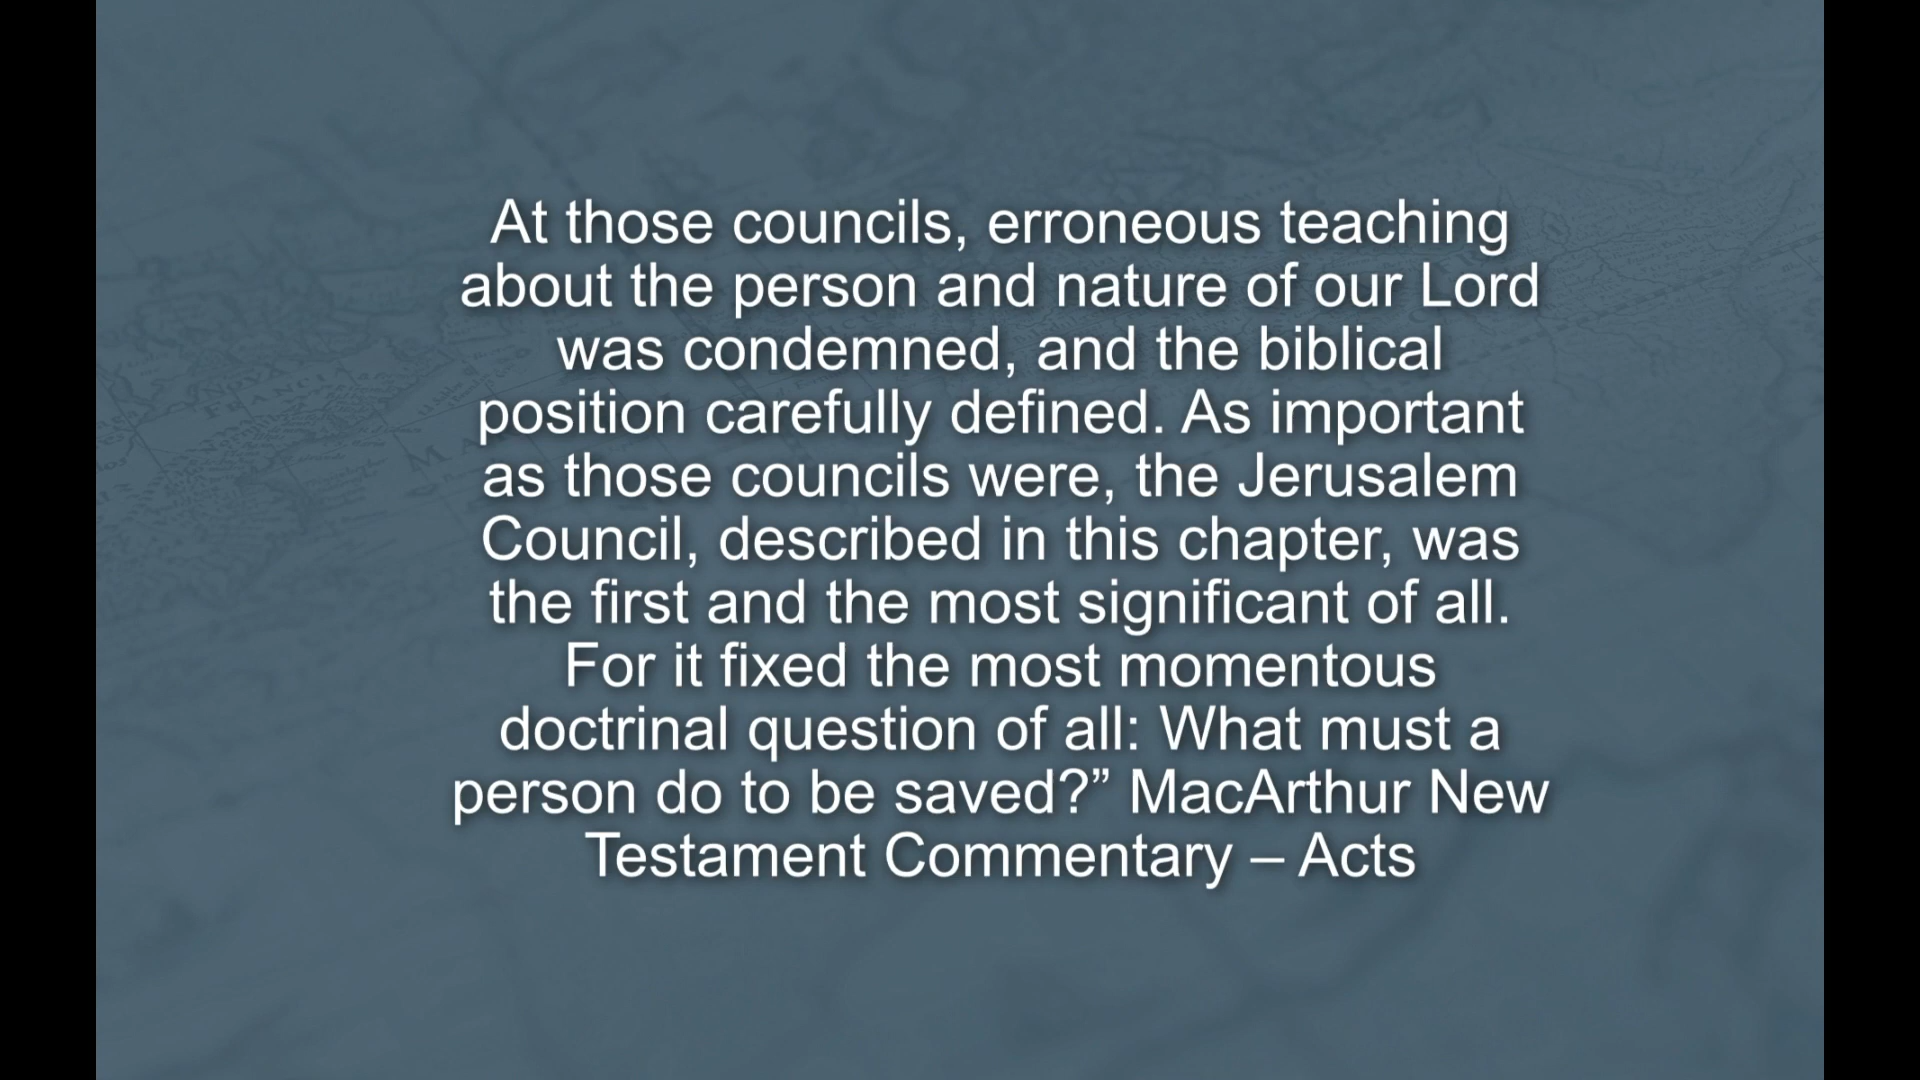 At those councils, erroneous teaching
about the person and nature of our Lord
was condemned, and the biblical
position carefully defined. As important
as those councils were, the Jerusalem
Council, described in this chapter, was
the first and the most significant of all.
For it fixed the most momentous
doctrinal question of all: What must a
person do to be saved?” MacArthur New
Testament Commentary – Acts